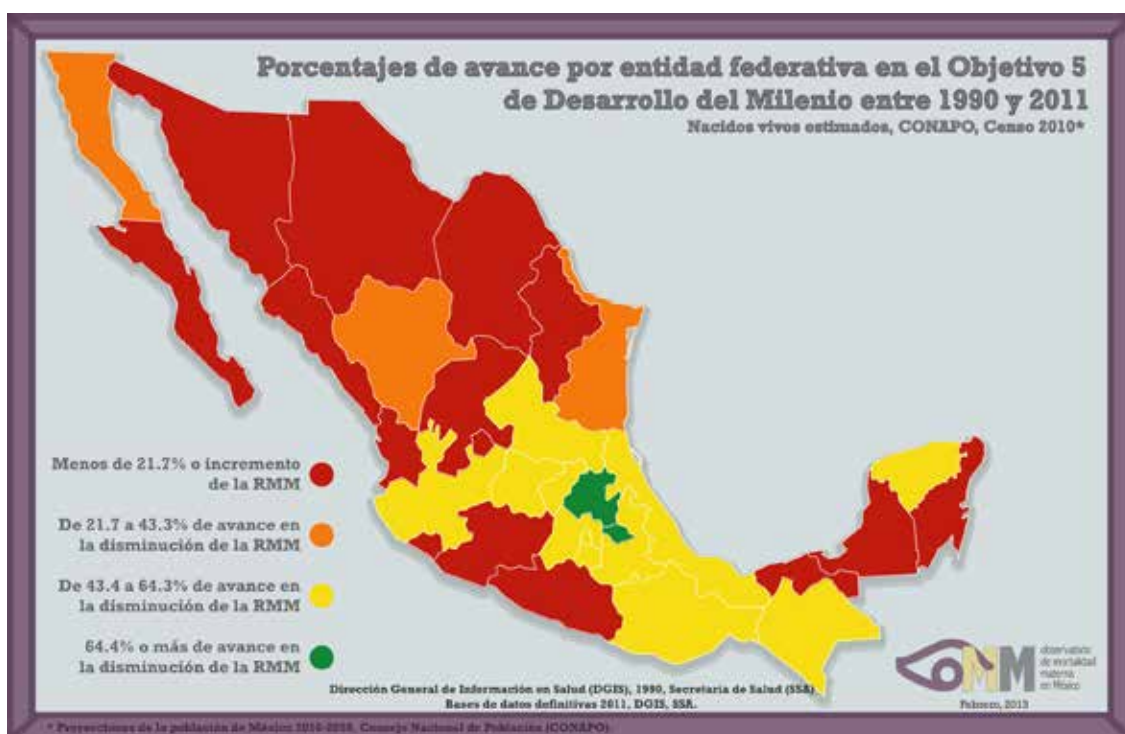 Porcentajes de avance por entidad federativa en el Objetivo 5
de Desarrollo del Milenio entre 1990 y 2011
Nacidos vivos estimados, CONAPO, Censo 2010*
Menos de 21.7% o incremento
de la RMM
De 21.7 a 43.3% de avance en
la disminución de la RMM
De 43.4 a 64.3% de avance en
la disminución de la RMM
64.4% o más de avance en
la disminución de la RMM
Dirección General de Información en Salud (DGIS), 1990, Secretaria de Salud (SSA)
Bases de datos definitivas 2011, DGIS, SSA.
OMM
observatorio
de mortalidad
materna
en México
Febrero, 2013
* Proyecciones de la población de México 2010-2050, Consejo Nacional de Población (CONAPO).